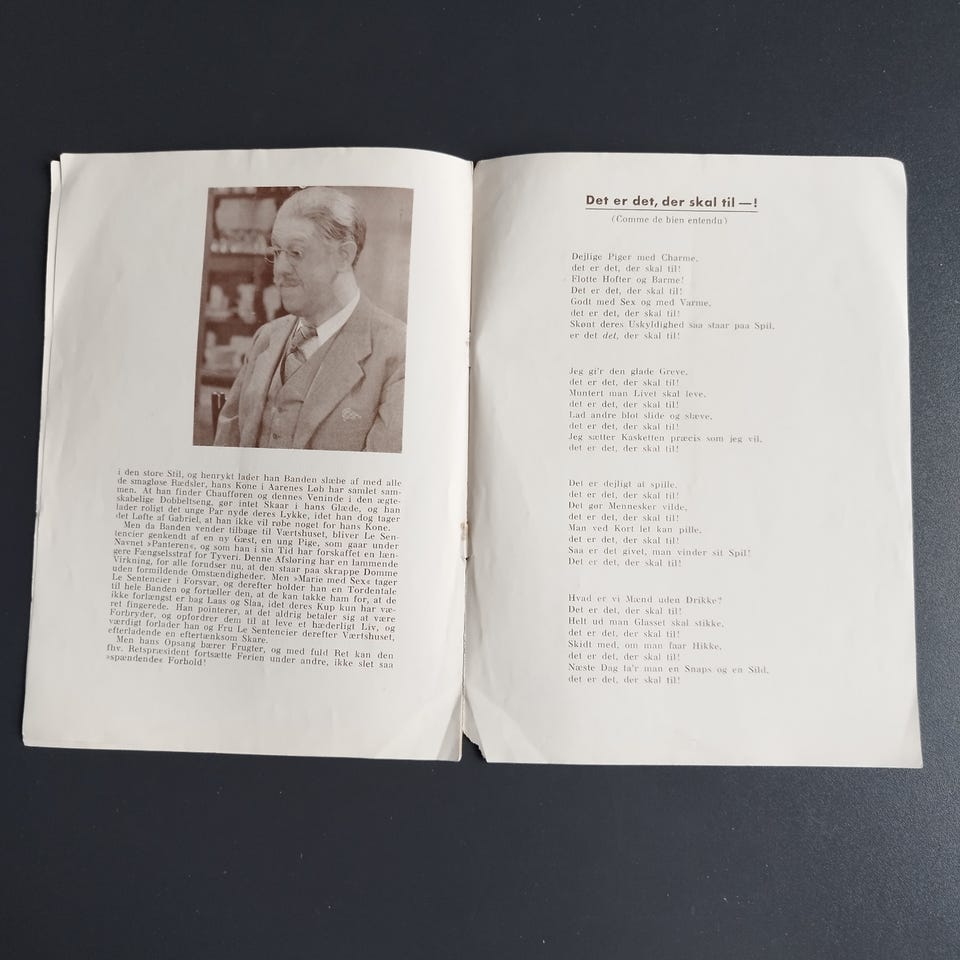 i den store Stil, og henrykt lader han Banden slæbe af med alle
de smagløse Rædsler, hans Kone i Aarenes Løb har samlet sam-
men. At han finder Chaufføren og dennes Veninde i den ægte-
skabelige Dobbeltseng, gør intet Skaar i hans Glæde, og han
lader roligt det unge Par nyde deres Lykke, idet han dog tager
det Løfte af Gabriel, at han ikke vil røbe noget for hans Kone.
Men da Banden vender tilbage til Værtshuset, bliver Le Sen-
tencier genkendt af en ny Gæst, en ung Pige, som gaar under
Navnet »Panteren«, og som han i sin Tid har forskaffet en læn-
gere Fængselsstraf for Tyveri. Denne Afsløring har en lammende
Virkning, for alle forudser nu, at den staar paa skrappe Domme
uden formildende Omstændigheder. Men »Marie med Sex« tager
Le Sentencier i Forsvar, og derefter holder han en Tordentale
til hele Banden og fortæller den, at de kan takke ham for, at de
ikke forlængst er bag Laas og Slaa, idet deres Kup kun har væ-
ret fingerede. Han pointerer, at det aldrig betaler sig at være
Forbryder, og opfordrer dem til at leve et hæderligt Liv, og
værdigt forlader han og Fru Le Sentencier derefter Værtshuset,
efterladende en eftertænksom Skare.
Men hans Opsang bærer Frugter, og med fuld Ret kan den
fhv. Retspræsident fortsætte Ferien under andre, ikke slet saa
»spændende« Forhold!
Det er det, der skal til —!
(Comme de bien entendu)
Dejlige Piger med Charme,
det er det, der skal til!
Flotte Hofter og Barme!
Det er det, der skal til!
Godt med Sex og med Varme,
det er det, der skal til!
Skønt deres Uskyldighed saa staar paa Spil,
er det det, der skal til!
Jeg gi'r den glade Greve,
det er det, der skal til!
Muntert man Livet skal leve,
det er det, der skal til!
Lad andre blot slide og slæve,
det er det, der skal til!
Jeg sætter Kasketten præcis som jeg vil,
det er det, der skal til!
Det er dejligt at spille,
det er det, der skal til!
Det gør Mennesker vilde,
det er det, der skal til!
Man ved Kort let kan pille,
det er det, der skal til!
Saa er det givet, man vinder sit Spil!
Det er det, der skal til!
Hvad er vi Mænd uden Drikke?
Det er det, der skal til!
Helt ud man Glasset skal stikke,
det er det, der skal til!
Skidt med, om man faar Hikke,
det er det, der skal til!
Næste Dag ta'r man en Snaps og en Sild,
det er det, der skal til!